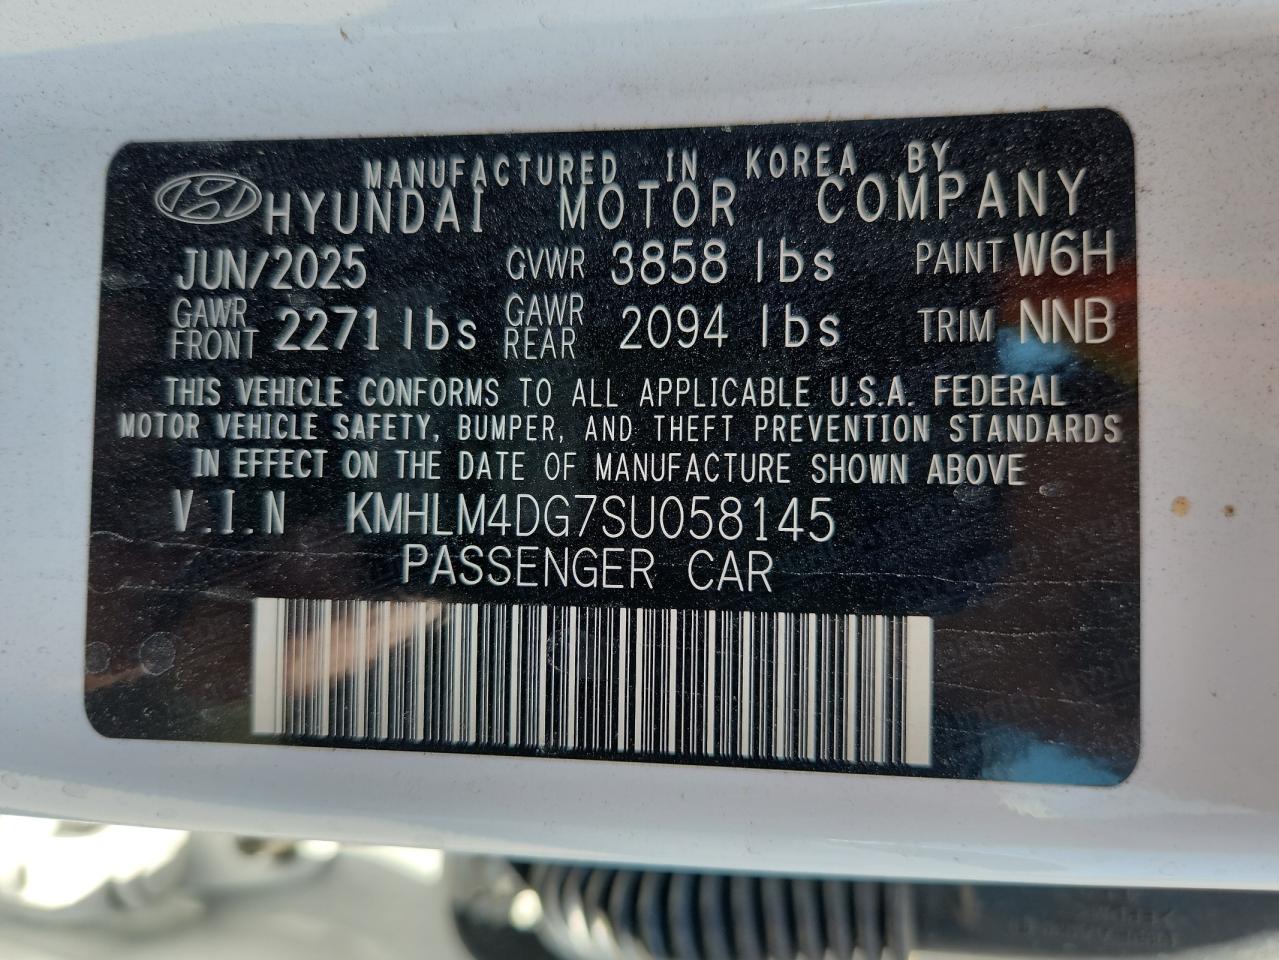 MANUFACTURED IN KOREA BY
HYUNDAI MOTOR COMPANY
JUN/2025 GVWR 3858 lbs PAINT W6H
GAWR FRONT 2271 lbs GAWR REAR 2094 lbs TRIM NNB
THIS VEHICLE CONFORMS TO ALL APPLICABLE U.S.A. FEDERAL
MOTOR VEHICLE SAFETY, BUMPER, AND THEFT PREVENTION STANDARDS
IN EFFECT ON THE DATE OF MANUFACTURE SHOWN ABOVE
V.I.N KMHLM4DG7SU058145
PASSENGER CAR